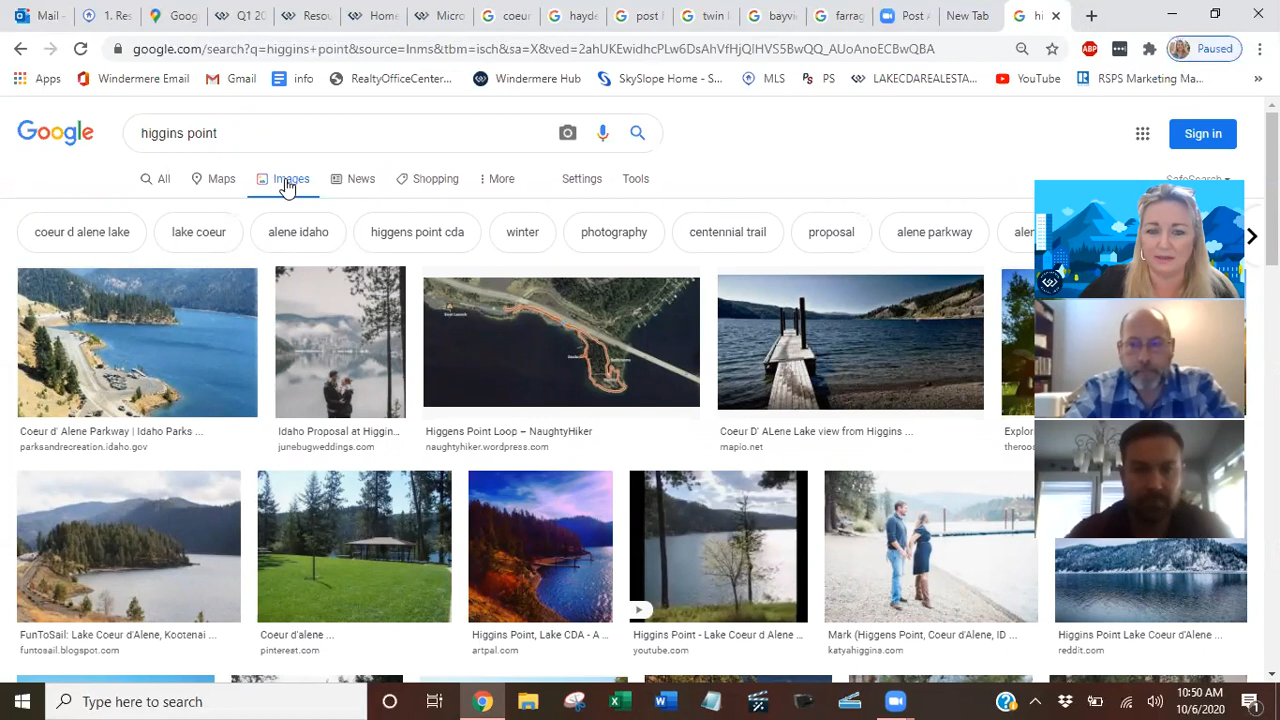 Mail
1. Res
Goog
Q1 20
Resou
Home
Micro
coeur
hayde
post f
twin l
bayvi
farrag
Post A
New Tab
hi
google.com/search?q=higgins+point&source=lnms&tbm=isch&sa=X&ved=2ahUKEwidhcPLw6DsAhVfHjQIHVS5BwQQ_AUoAnoECBwQBA
ABP
Paused
Apps
Windermere Email
Gmail
info
RealtyOfficeCenter...
Windermere Hub
SkySlope Home - S...
MLS
PS
LAKECDAREALESTA...
YouTube
RSPS Marketing Ma...
Google
higgins point
Sign in
All
Maps
Images
News
Shopping
More
Settings
Tools
SafeSearch
coeur d alene lake
lake coeur
alene idaho
higgens point cda
winter
photography
centennial trail
proposal
alene parkway
aler
Coeur d' Alene Parkway | Idaho Parks ...
parksandrecreation.idaho.gov
Idaho Proposal at Higgin...
junebugweddings.com
Higgens Point Loop – NaughtyHiker
naughtyhiker.wordpress.com
Coeur D' ALene Lake view from Higgins ...
mapio.net
Explor
theroo
FunToSail: Lake Coeur d'Alene, Kootenai ...
funtosail.blogspot.com
Coeur d'alene ...
pinterest.com
Higgins Point, Lake CDA - A ...
artpal.com
Higgins Point - Lake Coeur d Alene ...
youtube.com
Mark (Higgens Point, Coeur d'Alene, ID ...
katyahiggins.com
Higgins Point Lake Coeur d'Alene ...
reddit.com
Type here to search
10:50 AM
10/6/2020